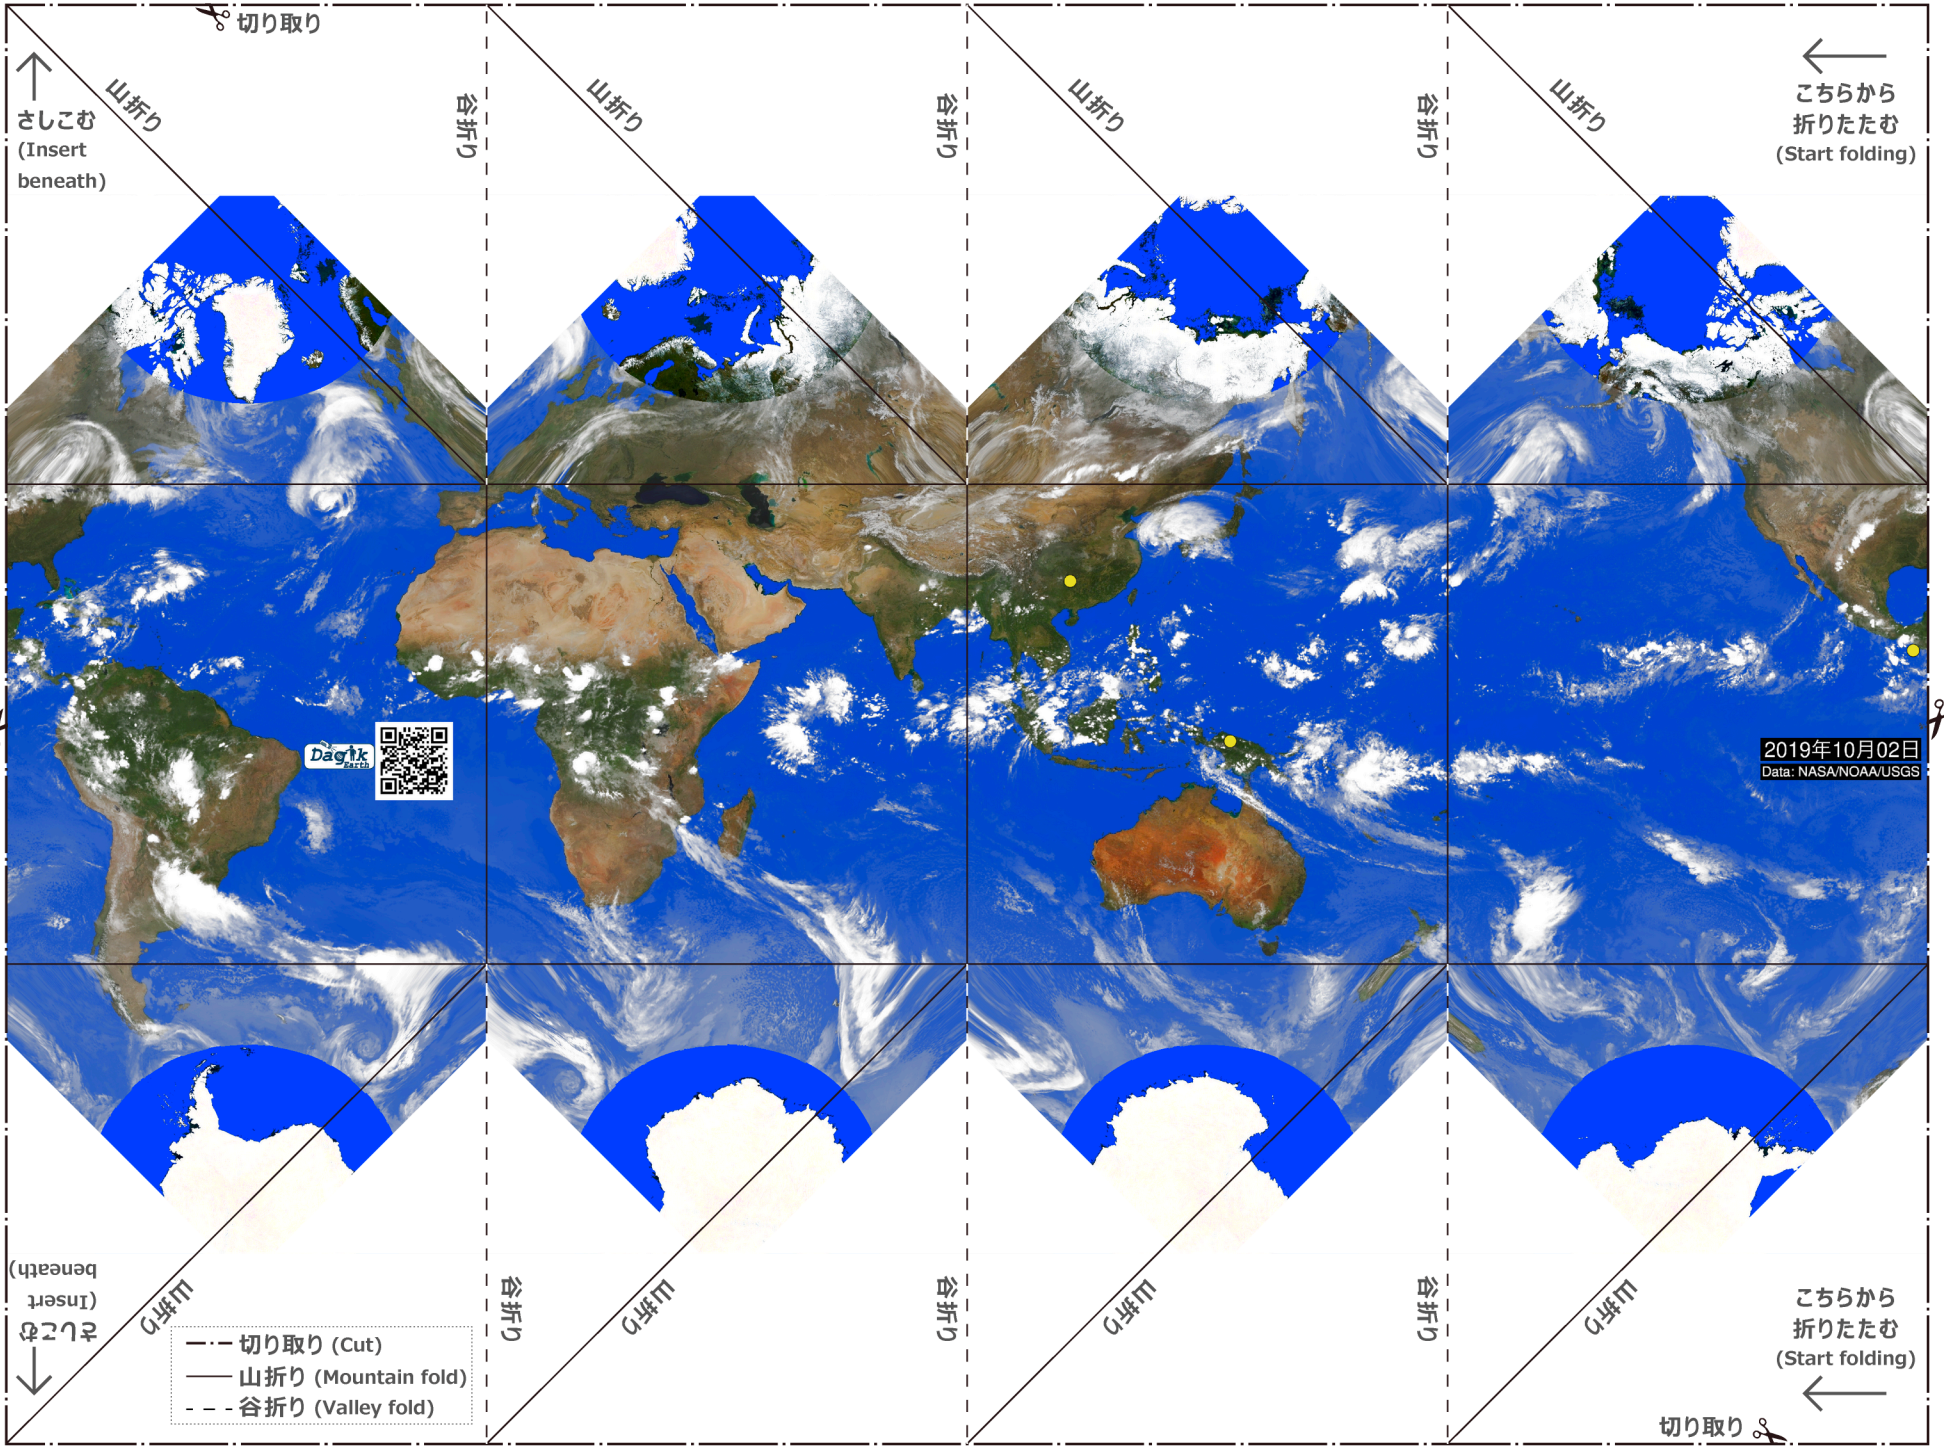 切り取り
山折り
谷折り
山折り
谷折り
山折り
谷折り
山折り
さしこむ
(Insert
beneath)
こちらから
折りたたむ
(Start folding)
Dagik
Earth
2019年10月02日
Data: NASA/NOAA/USGS
さしこむ
(Insert
beneath)
山折り
谷折り
山折り
谷折り
山折り
谷折り
山折り
こちらから
折りたたむ
(Start folding)
切り取り (Cut)
山折り (Mountain fold)
谷折り (Valley fold)
切り取り